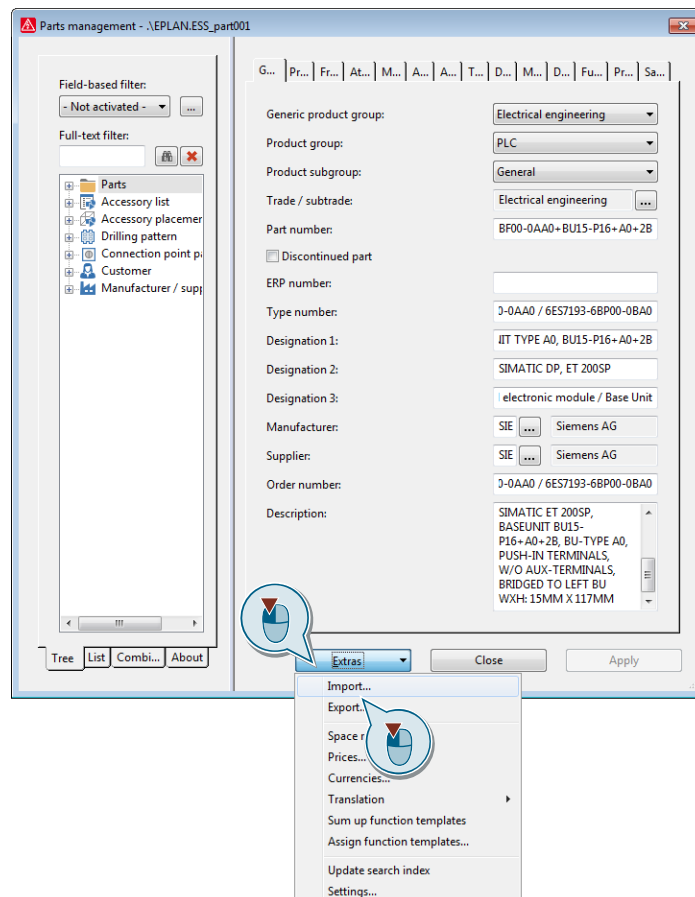 Parts management - .\EPLAN.ESS_part001
Field-based filter:
- Not activated -
...
Full-text filter:
Parts
Accessory list
Accessory placemer
Drilling pattern
Connection point pa
Customer
Manufacturer / supp
Tree
List
Combi...
About
G...
Pr...
Fr...
At...
M...
A...
A...
T...
D...
M...
D...
Fu...
Pr...
Sa...
Generic product group:
Electrical engineering
Product group:
PLC
Product subgroup:
General
Trade / subtrade:
Electrical engineering
...
Part number:
BF00-0AA0+BU15-P16+A0+2B
Discontinued part
ERP number:
Type number:
0-0AA0 / 6ES7193-6BP00-0BA0
Designation 1:
IIT TYPE A0, BU15-P16+A0+2B
Designation 2:
SIMATIC DP, ET 200SP
Designation 3:
electronic module / Base Unit
Manufacturer:
SIE
...
Siemens AG
Supplier:
SIE
...
Siemens AG
Order number:
0-0AA0 / 6ES7193-6BP00-0BA0
Description:
SIMATIC ET 200SP,
BASEUNIT BU15-
P16+A0+2B, BU-TYPE A0,
PUSH-IN TERMINALS,
W/O AUX-TERMINALS,
BRIDGED TO LEFT BU
WXH: 15MM X 117MM
Extras
Close
Apply
Import...
Export..
Space r
Prices...
Currencies...
Translation
Sum up function templates
Assign function templates...
Update search index
Settings...